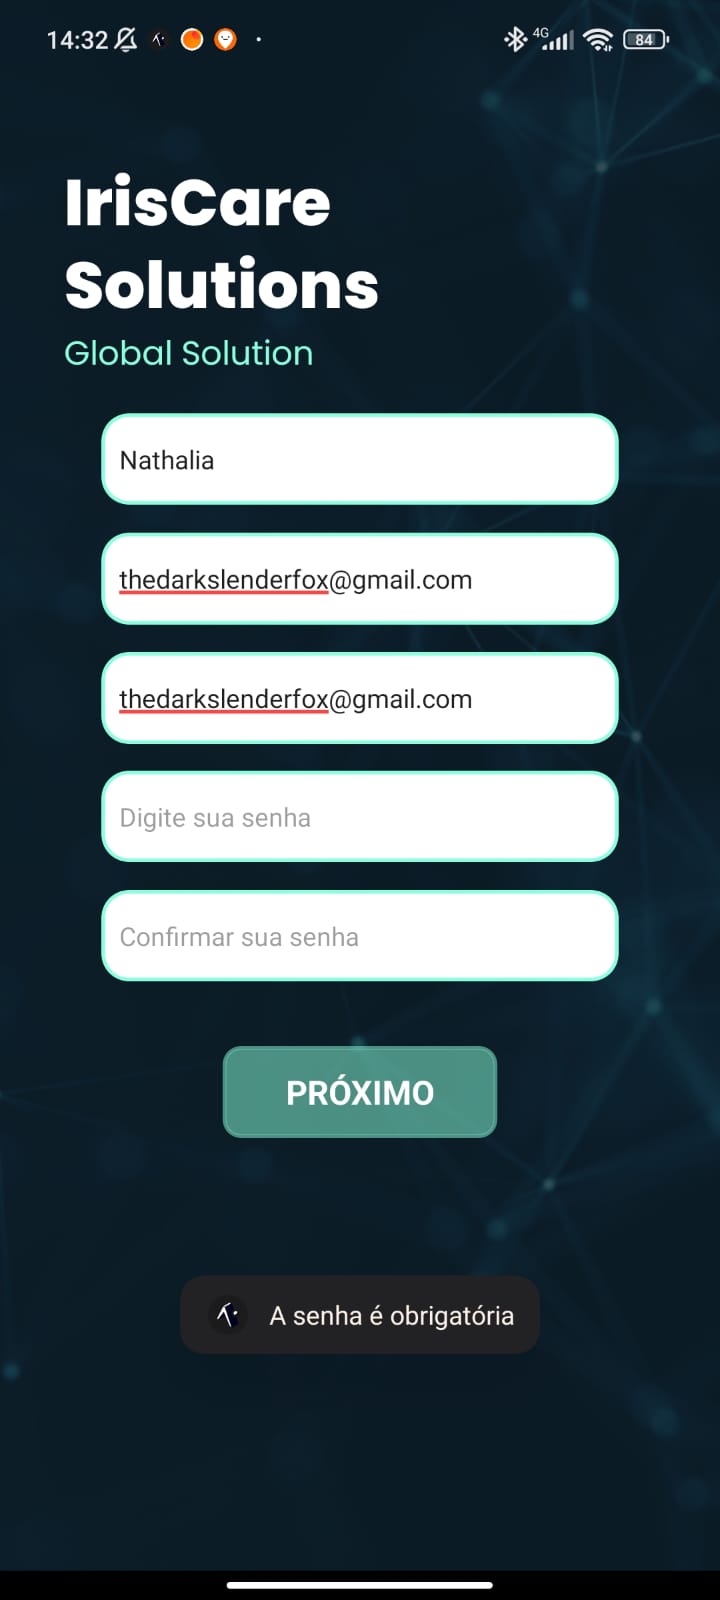 14:32 4G 84
IrisCare
Solutions
Global Solution
Nathalia
thedarkslenderfox@gmail.com
thedarkslenderfox@gmail.com
Digite sua senha
Confirmar sua senha
PRÓXIMO
A senha é obrigatória